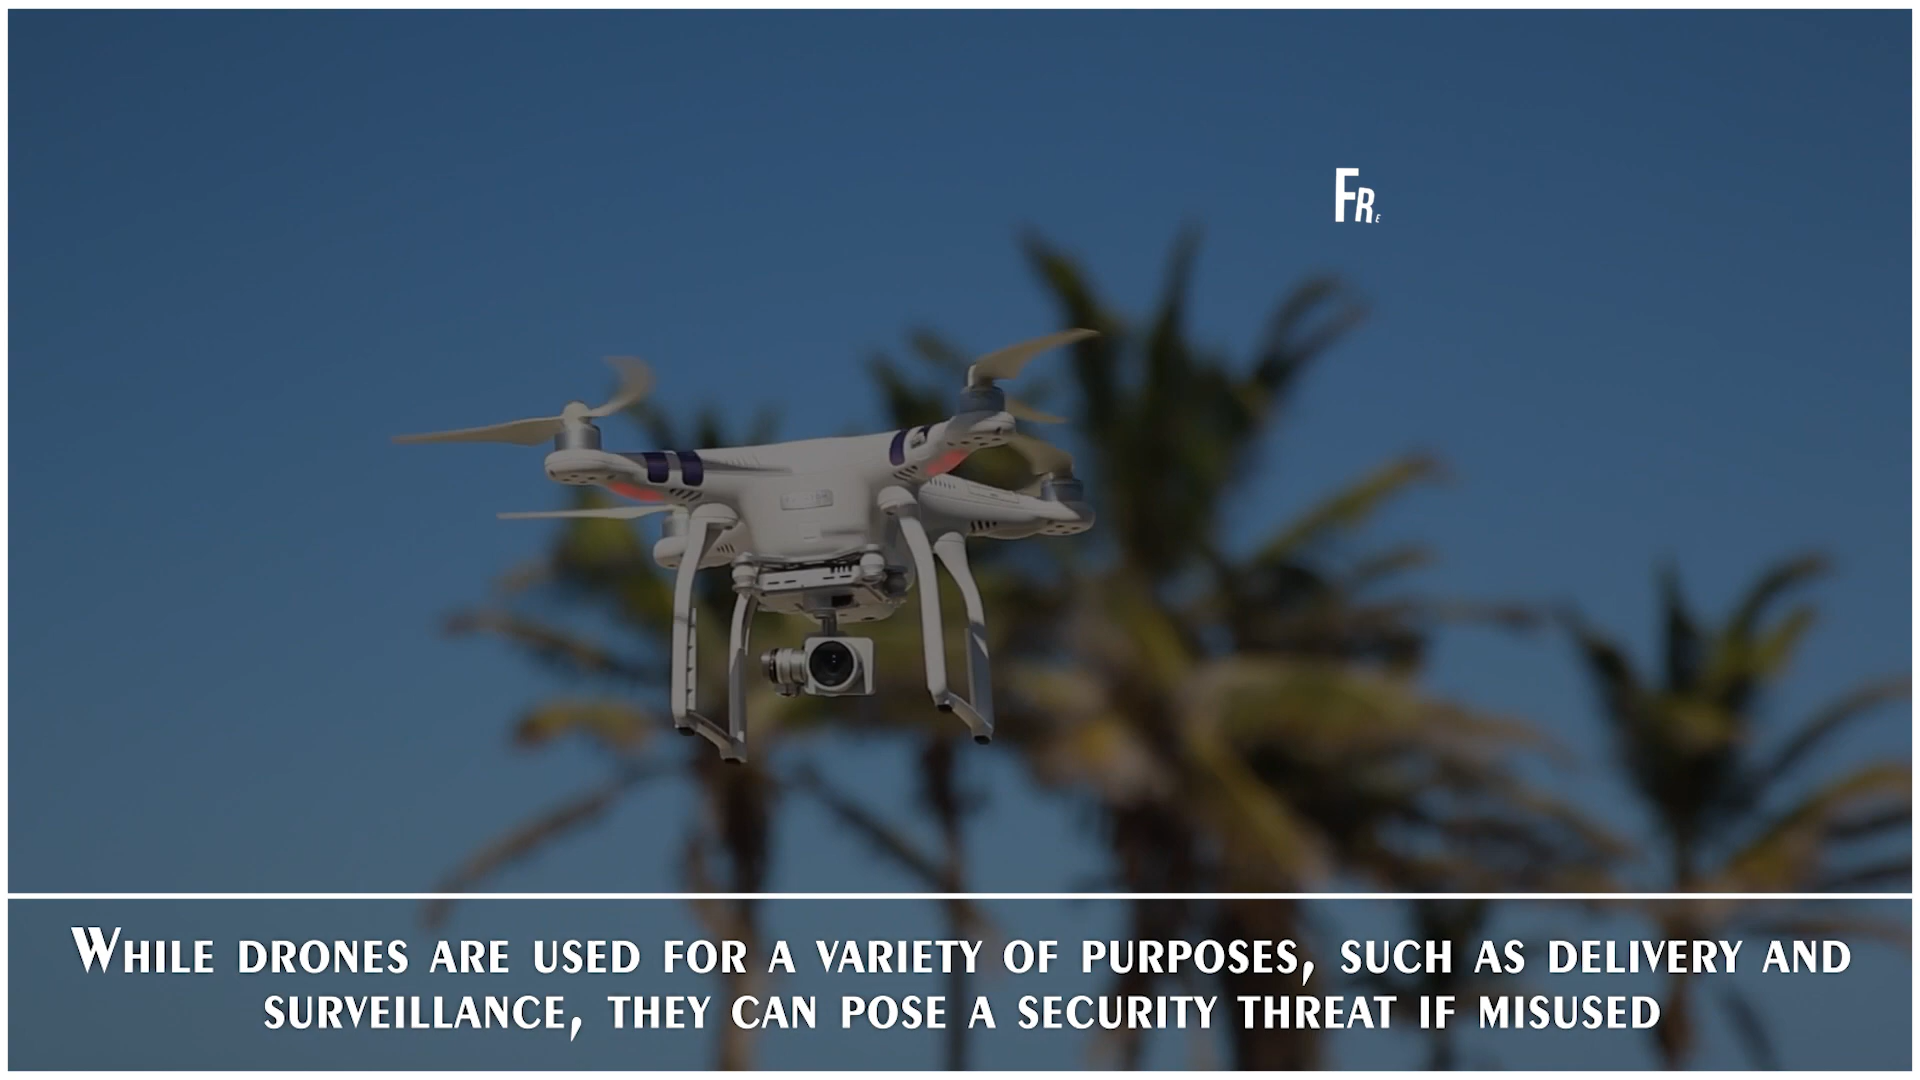 Fre
While drones are used for a variety of purposes, such as delivery and
surveillance, they can pose a security threat if misused